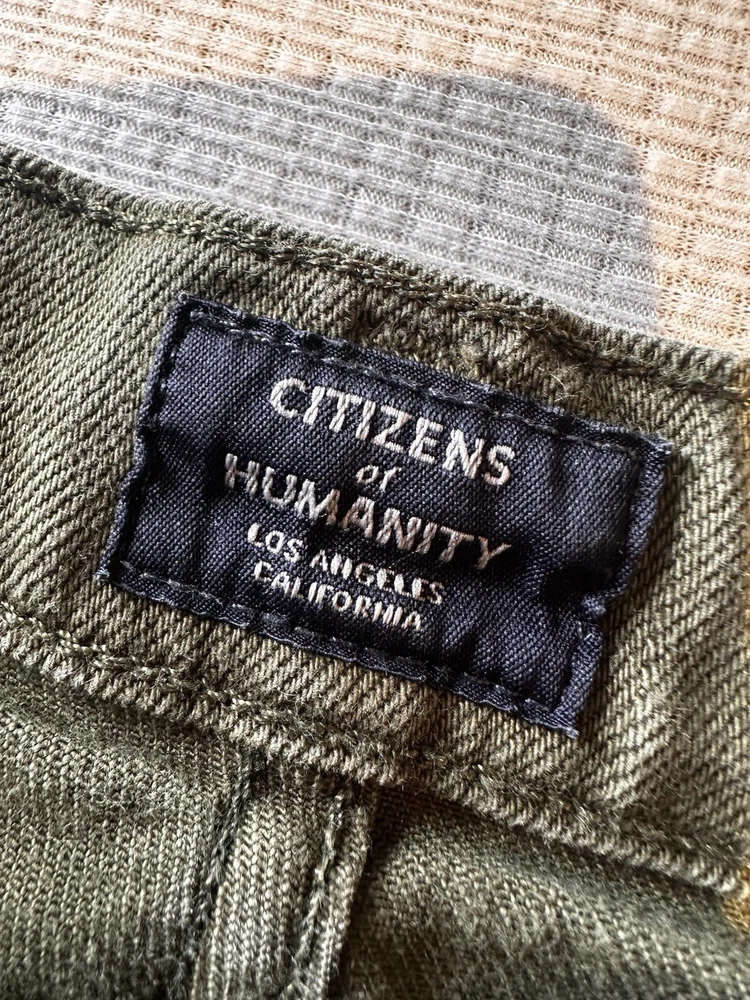 CITIZENS
of
HUMANITY
LOS ANGELES
CALIFORNIA